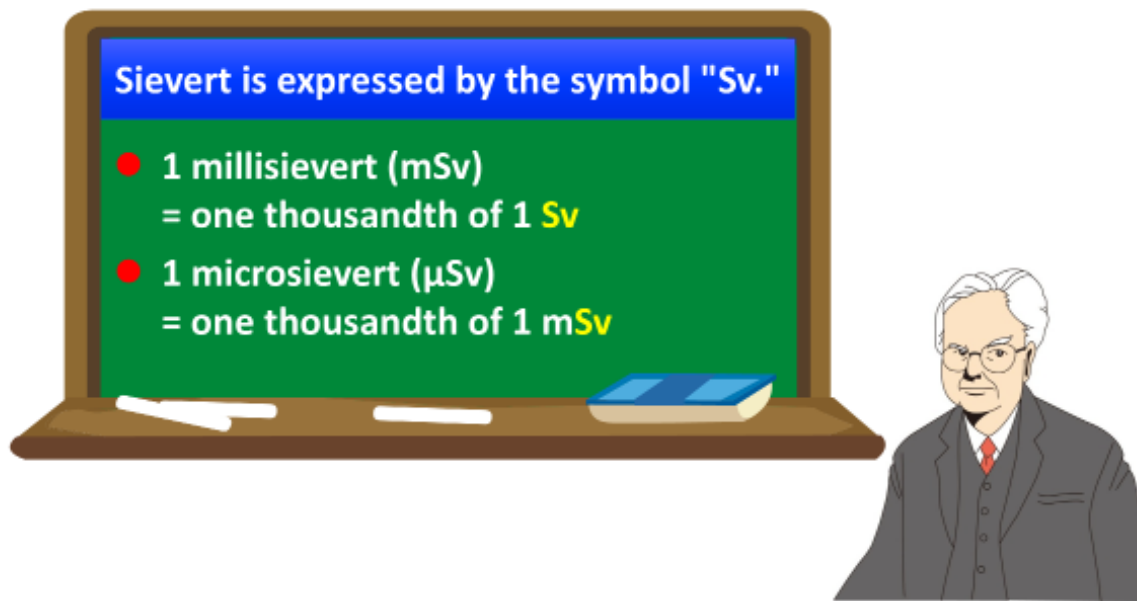 Sievert is expressed by the symbol "Sv."
● 1 millisievert (mSv)
= one thousandth of 1 Sv
● 1 microsievert (μSv)
= one thousandth of 1 mSv